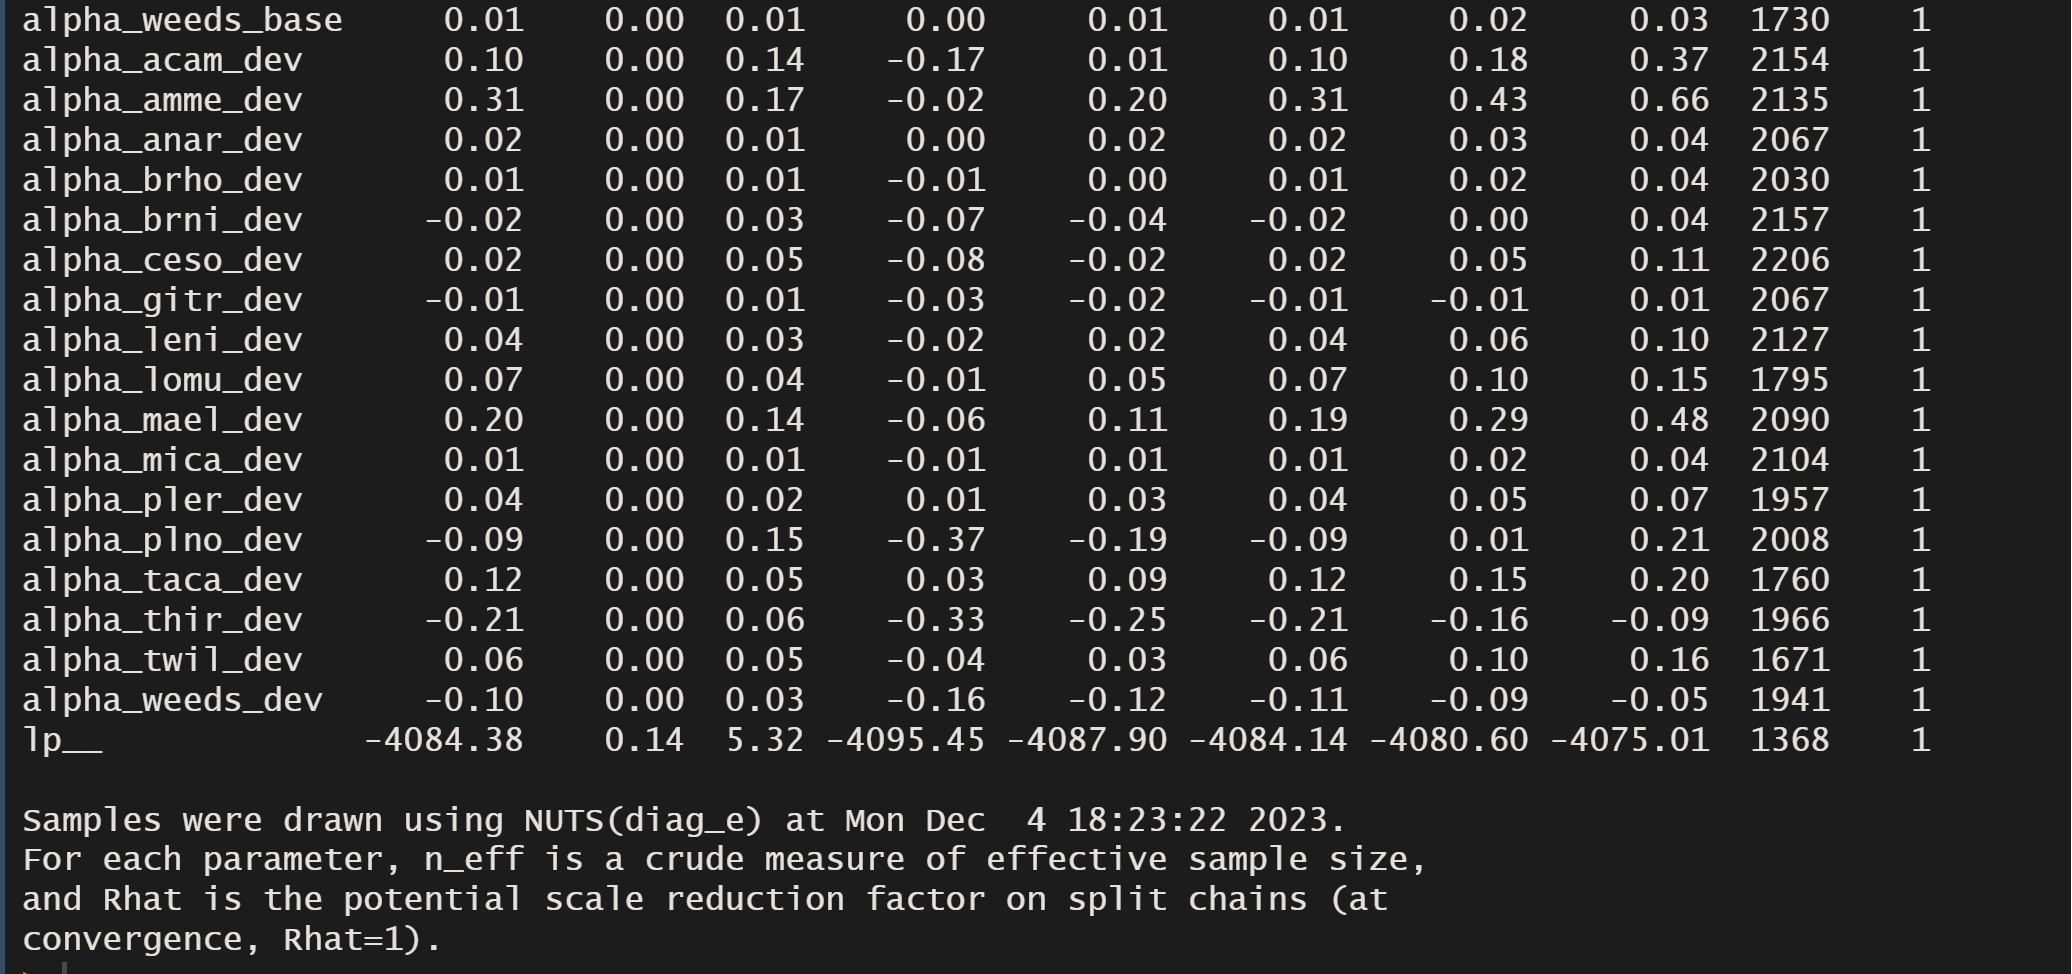 alpha_weeds_base 0.01 0.00 0.01 0.00 0.01 0.01 0.02 0.03 1730 1
alpha_acam_dev 0.10 0.00 0.14 -0.17 0.01 0.10 0.18 0.37 2154 1
alpha_amme_dev 0.31 0.00 0.17 -0.02 0.20 0.31 0.43 0.66 2135 1
alpha_anar_dev 0.02 0.00 0.01 0.00 0.02 0.02 0.03 0.04 2067 1
alpha_brho_dev 0.01 0.00 0.01 -0.01 0.00 0.01 0.02 0.04 2030 1
alpha_brni_dev -0.02 0.00 0.03 -0.07 -0.04 -0.02 0.00 0.04 2157 1
alpha_ceso_dev 0.02 0.00 0.05 -0.08 -0.02 0.02 0.05 0.11 2206 1
alpha_gitr_dev -0.01 0.00 0.01 -0.03 -0.02 -0.01 -0.01 0.01 2067 1
alpha_leni_dev 0.04 0.00 0.03 -0.02 0.02 0.04 0.06 0.10 2127 1
alpha_lomu_dev 0.07 0.00 0.04 -0.01 0.05 0.07 0.10 0.15 1795 1
alpha_mael_dev 0.20 0.00 0.14 -0.06 0.11 0.19 0.29 0.48 2090 1
alpha_mica_dev 0.01 0.00 0.01 -0.01 0.01 0.01 0.02 0.04 2104 1
alpha_pler_dev 0.04 0.00 0.02 0.01 0.03 0.04 0.05 0.07 1957 1
alpha_plno_dev -0.09 0.00 0.15 -0.37 -0.19 -0.09 0.01 0.21 2008 1
alpha_taca_dev 0.12 0.00 0.05 0.03 0.09 0.12 0.15 0.20 1760 1
alpha_thir_dev -0.21 0.00 0.06 -0.33 -0.25 -0.21 -0.16 -0.09 1966 1
alpha_twil_dev 0.06 0.00 0.05 -0.04 0.03 0.06 0.10 0.16 1671 1
alpha_weeds_dev -0.10 0.00 0.03 -0.16 -0.12 -0.11 -0.09 -0.05 1941 1
lp__ -4084.38 0.14 5.32 -4095.45 -4087.90 -4084.14 -4080.60 -4075.01 1368 1
Samples were drawn using NUTS(diag_e) at Mon Dec  4 18:23:22 2023.
For each parameter, n_eff is a crude measure of effective sample size,
and Rhat is the potential scale reduction factor on split chains (at
convergence, Rhat=1).